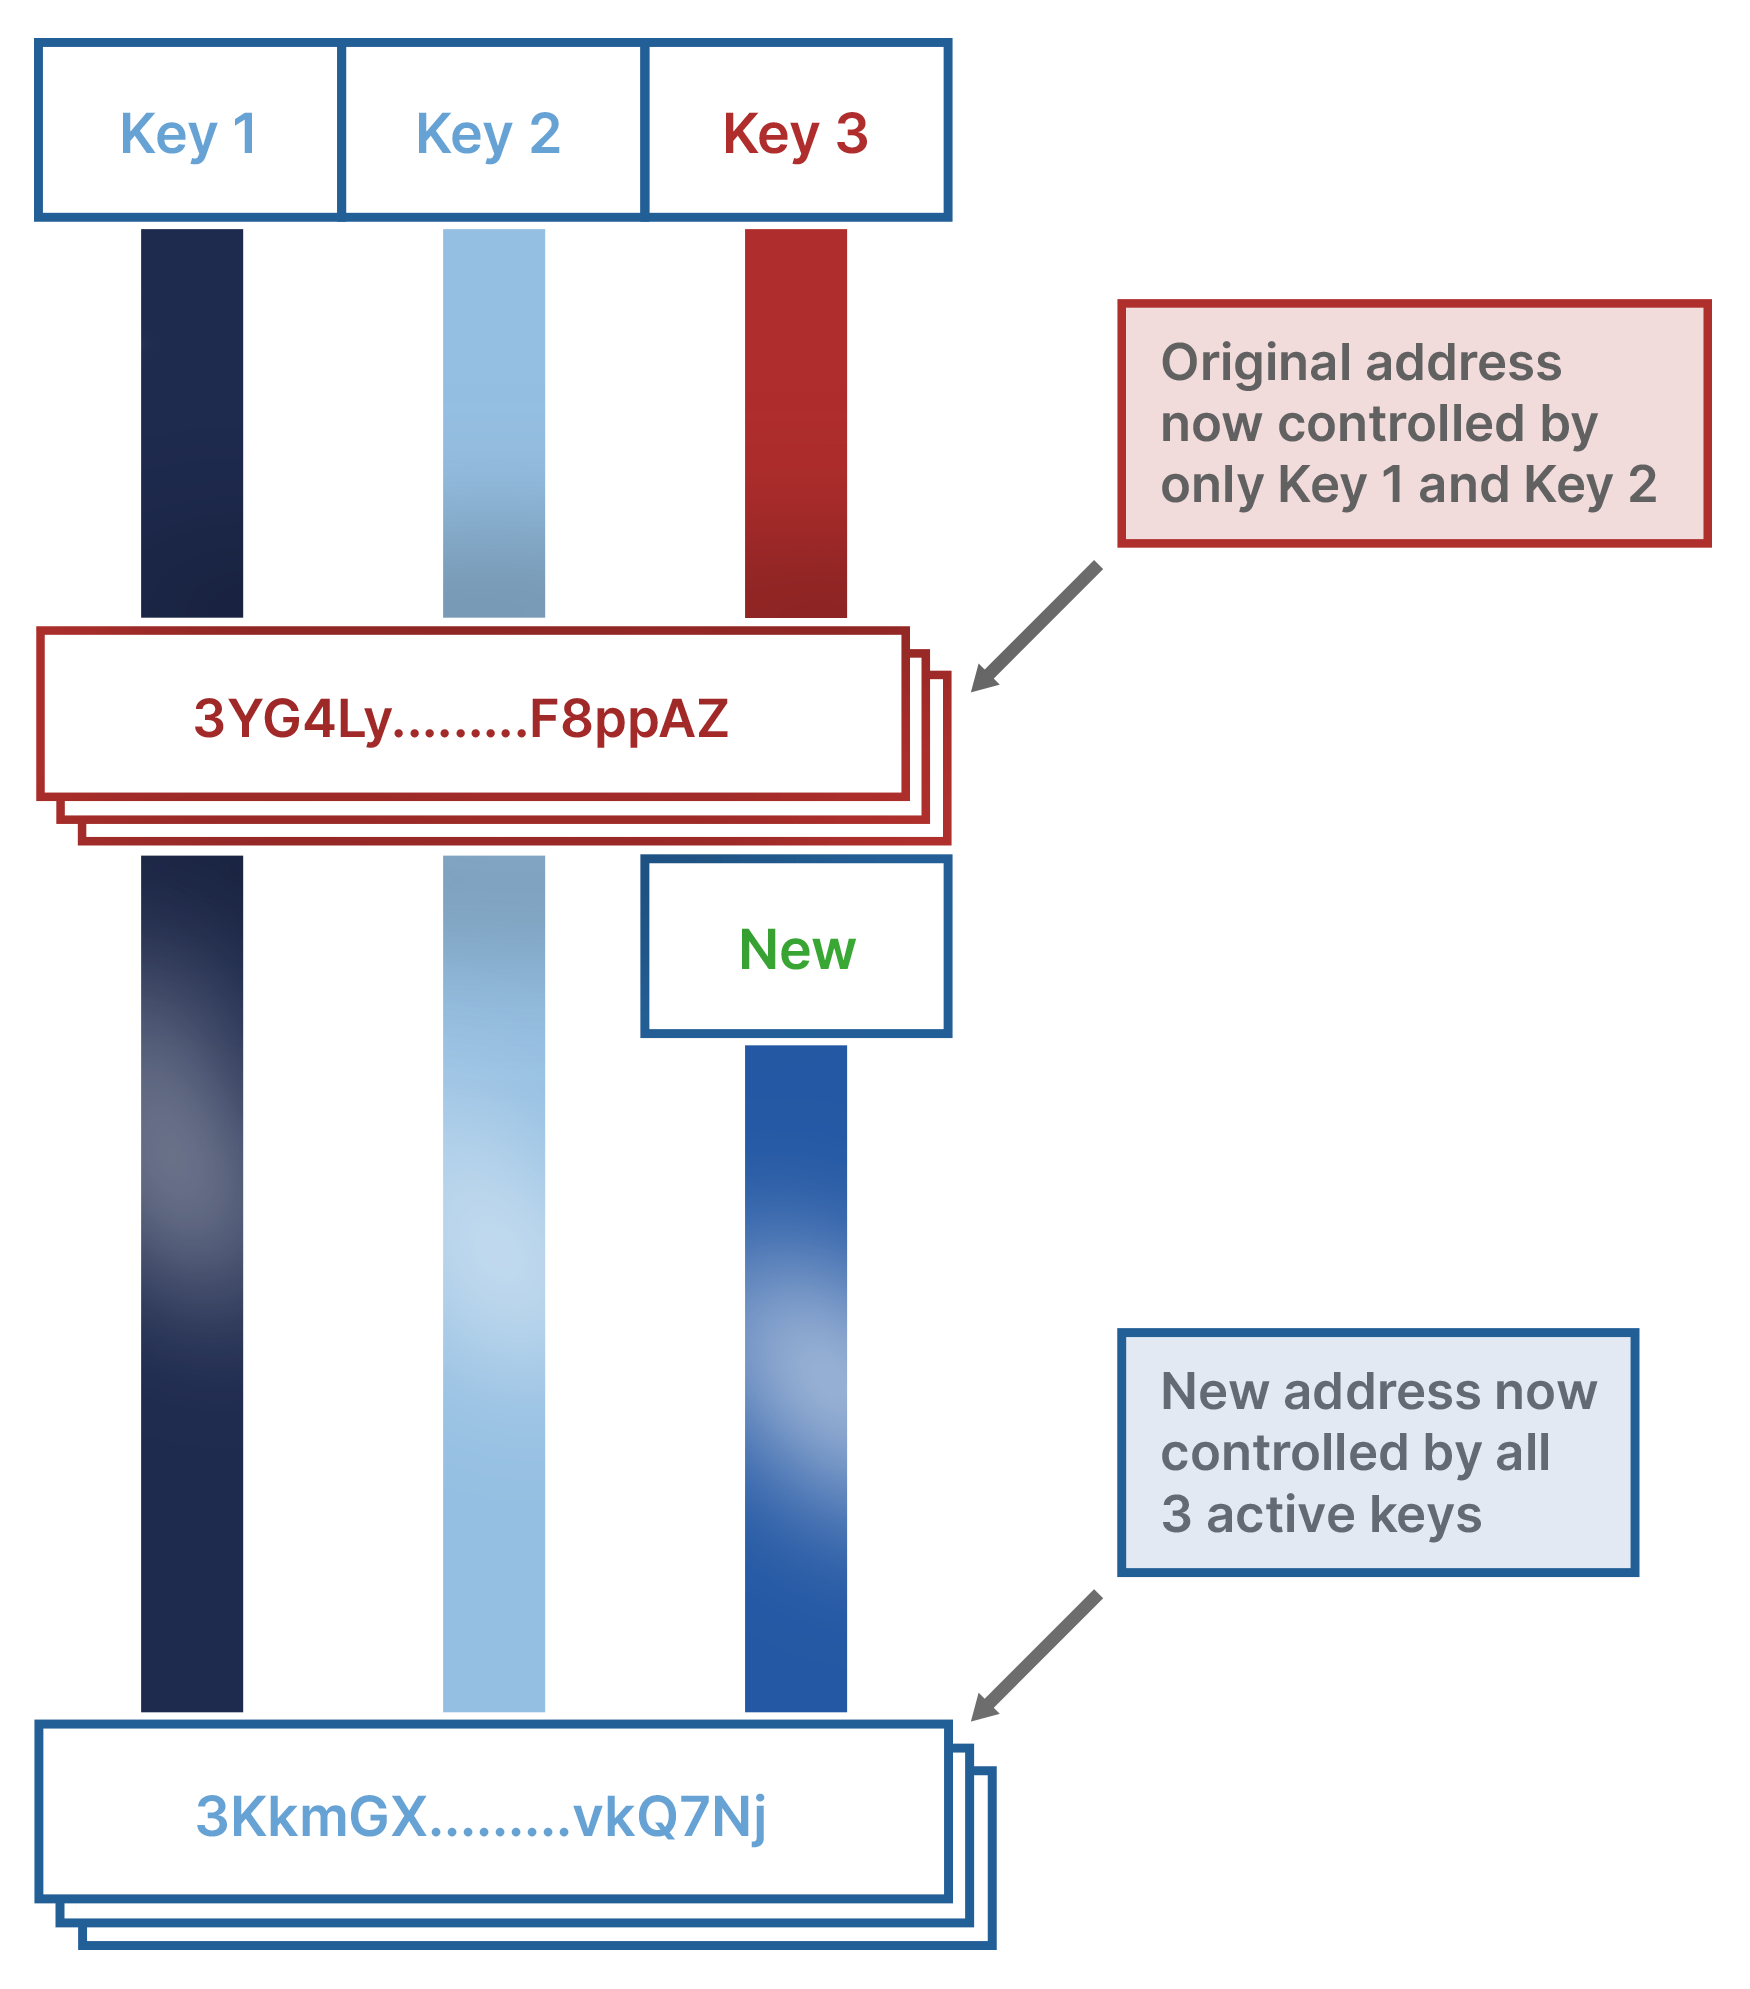 Key 1
Key 2
Key 3
Original address
now controlled by
only Key 1 and Key 2
3YG4Ly.........F8ppAZ
New
New address now
controlled by all
3 active keys
3KkmGX.........vkQ7Nj